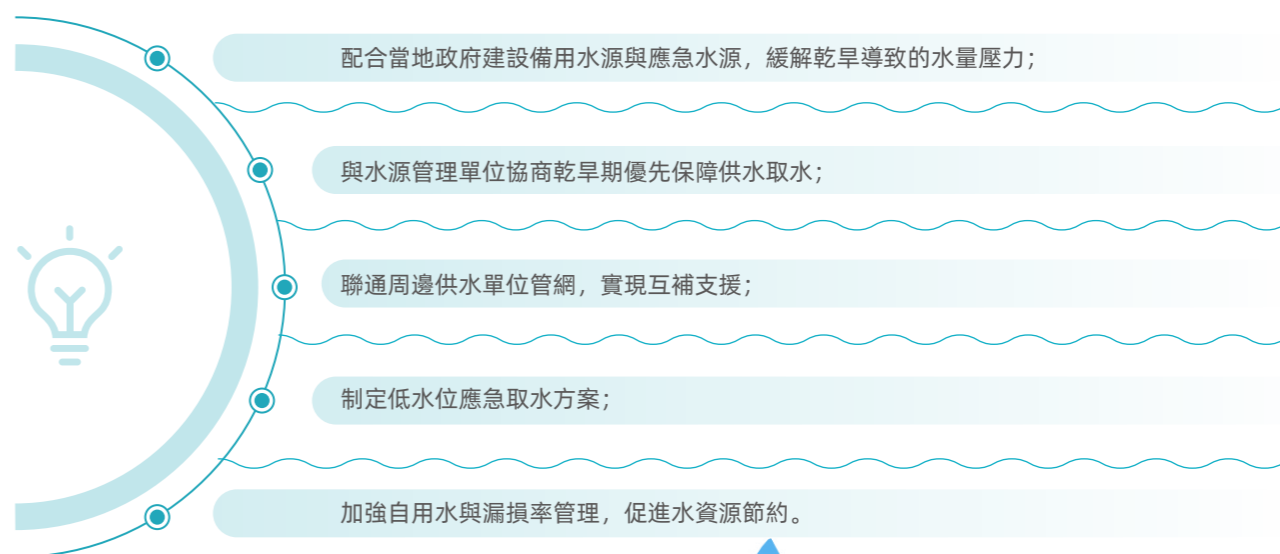 配合當地政府建設備用水源與應急水源，緩解乾旱導致的水量壓力；
與水源管理單位協商乾旱期優先保障供水取水；
聯通周邊供水單位管網，實現互補支援；
制定低水位應急取水方案；
加強自用水與漏損率管理，促進水資源節約。